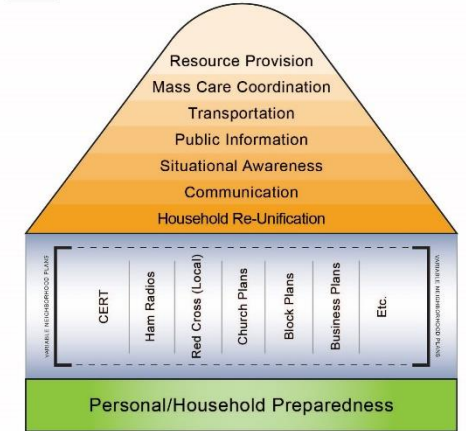 Resource Provision
Mass Care Coordination
Transportation
Public Information
Situational Awareness
Communication
Household Re-Unification
VARIABLE NEIGHBORHOOD PLANS
CERT
Ham Radios
Red Cross (Local)
Church Plans
Block Plans
Business Plans
Etc.
VARIABLE NEIGHBORHOOD PLANS
Personal/Household Preparedness